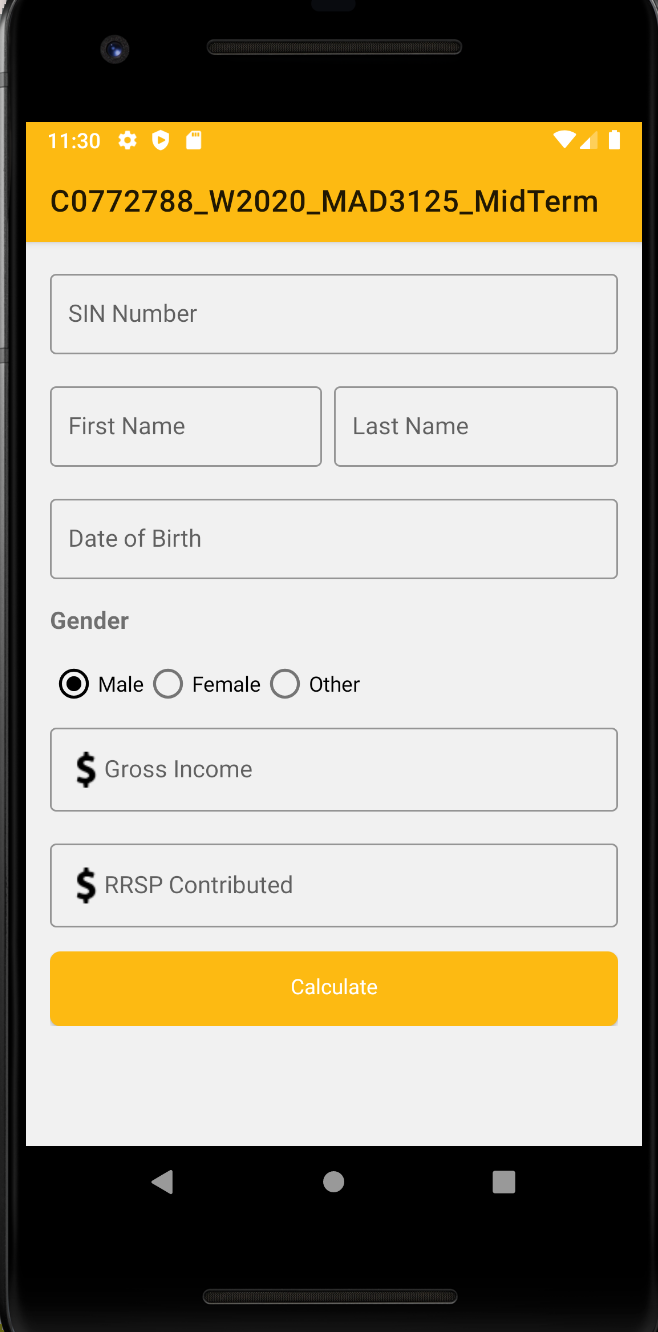 11:30
C0772788_W2020_MAD3125_MidTerm
SIN Number
First Name Last Name
Date of Birth
Gender
Male Female Other
$ Gross Income
$ RRSP Contributed
Calculate